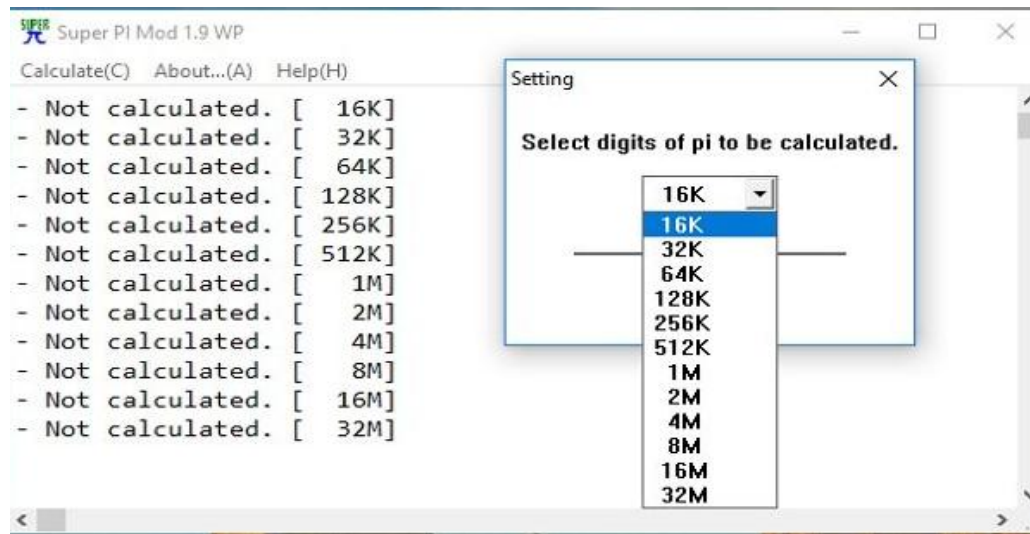 SUPER
π Super PI Mod 1.9 WP
Calculate(C) About...(A) Help(H)
- Not calculated. [ 16K]
- Not calculated. [ 32K]
- Not calculated. [ 64K]
- Not calculated. [ 128K]
- Not calculated. [ 256K]
- Not calculated. [ 512K]
- Not calculated. [ 1M]
- Not calculated. [ 2M]
- Not calculated. [ 4M]
- Not calculated. [ 8M]
- Not calculated. [ 16M]
- Not calculated. [ 32M]
Setting
Select digits of pi to be calculated.
16K
16K
32K
64K
128K
256K
512K
1M
2M
4M
8M
16M
32M